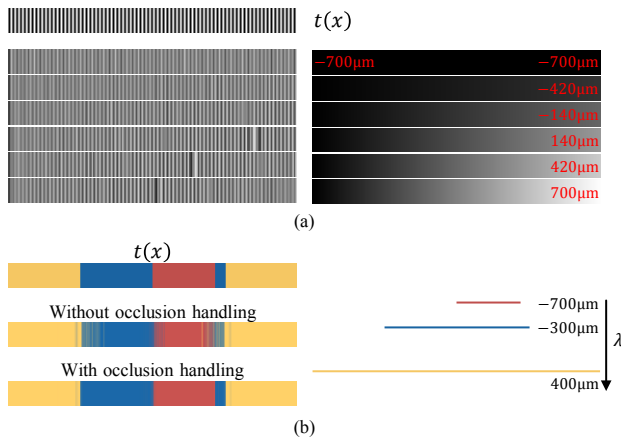 t(x)
−700μm −700μm
−420μm
−140μm
140μm
420μm
700μm
(a)
t(x)
Without occlusion handling
With occlusion handling
−700μm
−300μm
λ
400μm
(b)